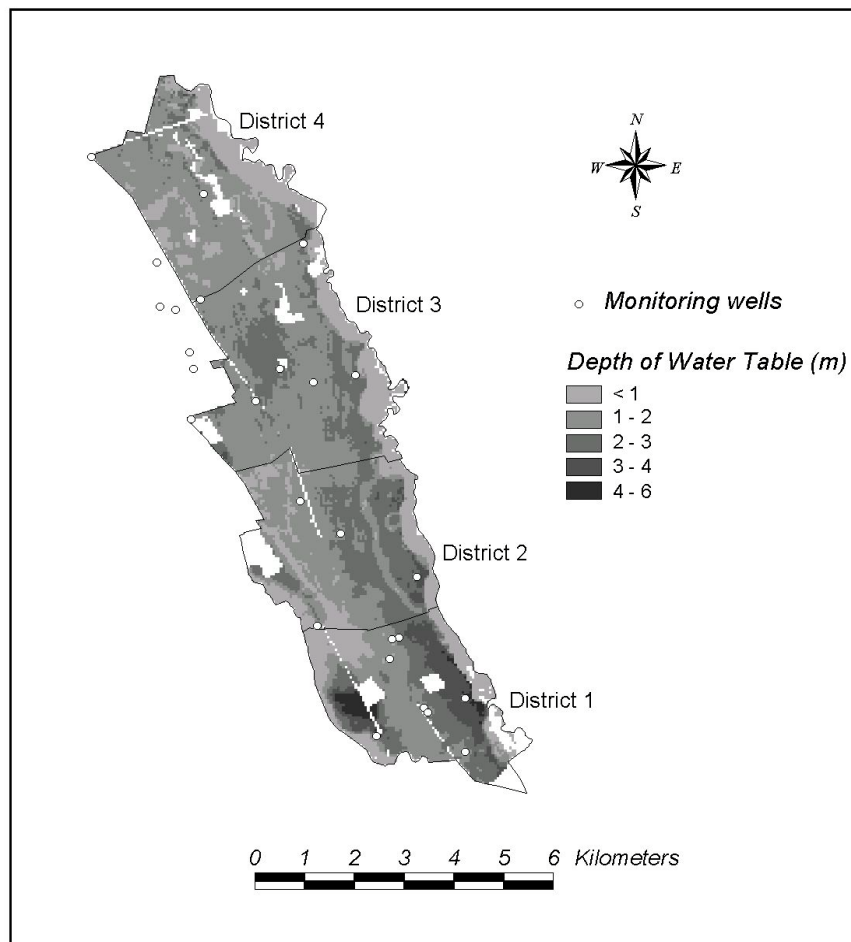 District 4
N
W
E
S
District 3
Monitoring wells
Depth of Water Table (m)
< 1
1 - 2
2 - 3
3 - 4
4 - 6
District 2
District 1
0 1 2 3 4 5 6 Kilometers